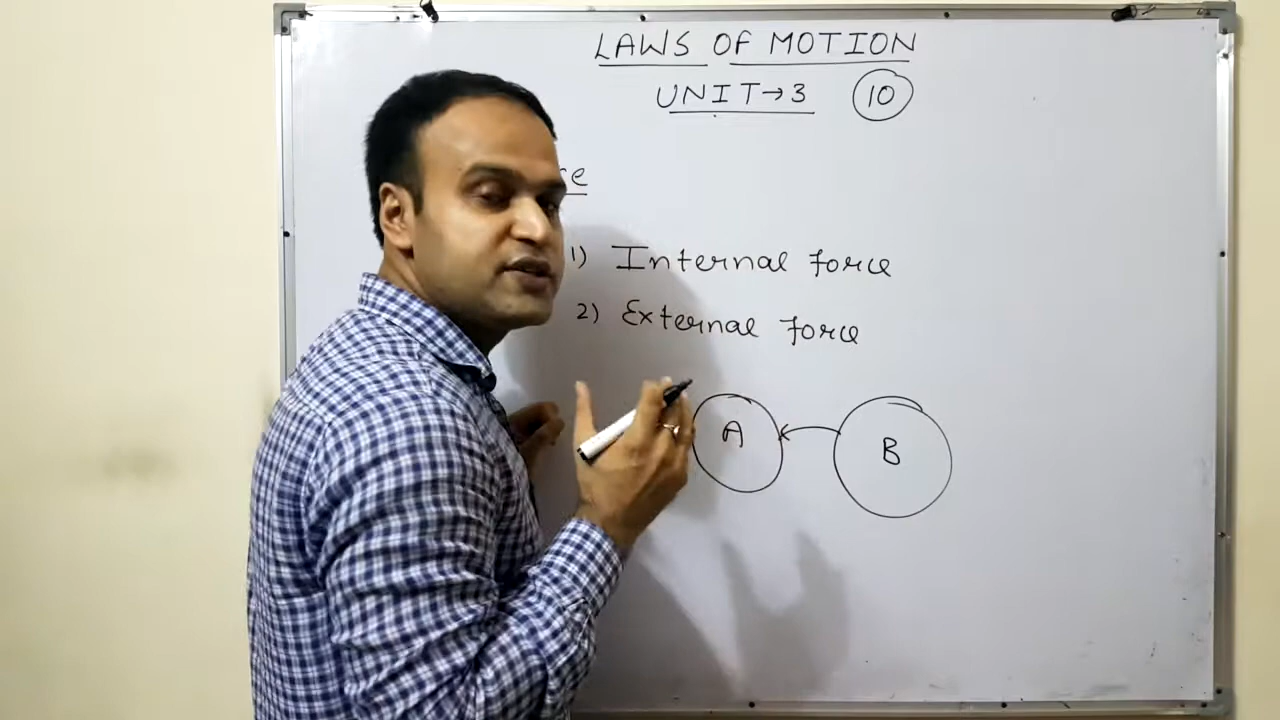 LAWS OF MOTION
UNIT→3 10
1) Internal force
2) External force
A B